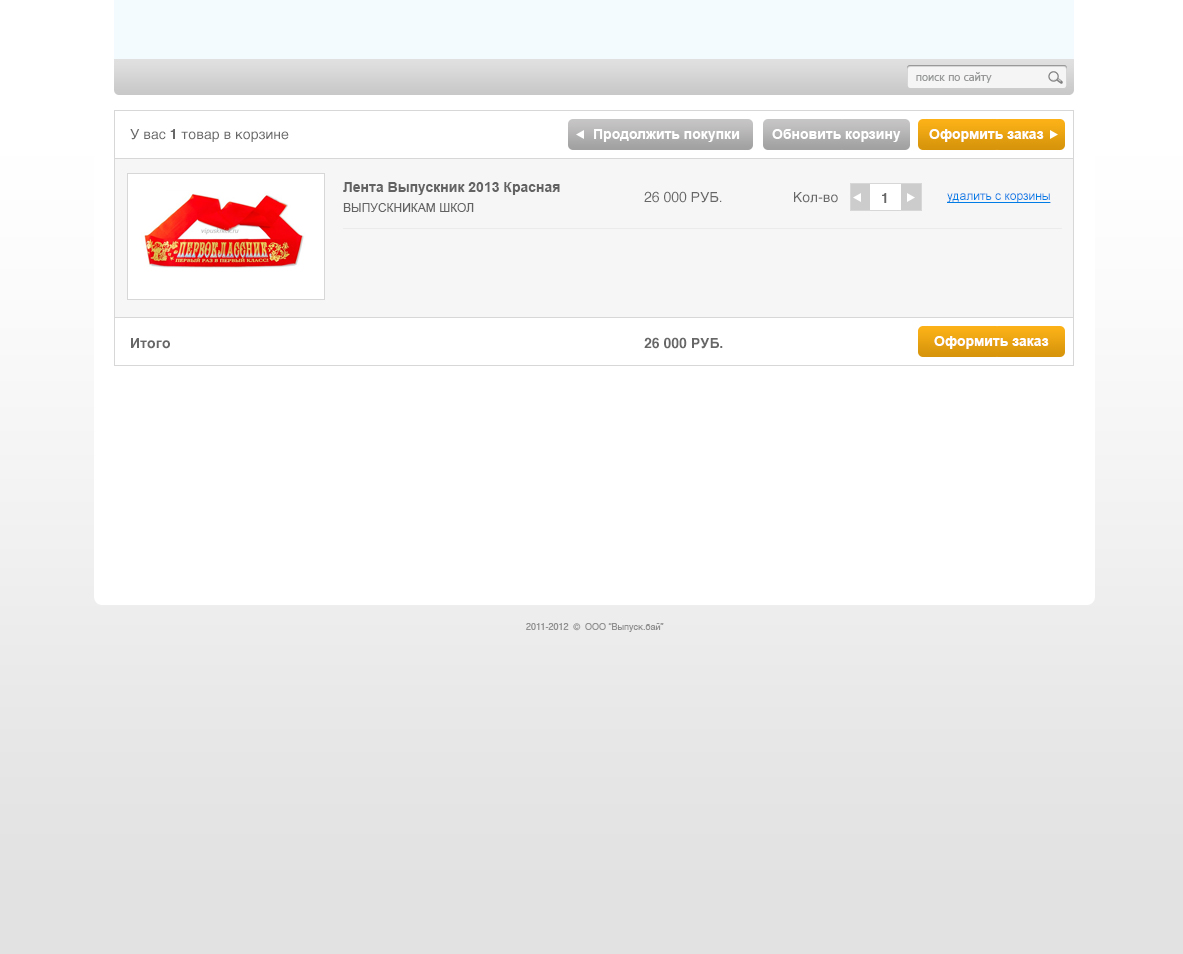 поиск по сайту
У вас 1 товар в корзине
Продолжить покупки
Обновить корзину
Оформить заказ
Лента Выпускник 2013 Красная
ВЫПУСКНИКАМ ШКОЛ
26 000 РУБ.
Кол-во
1
удалить с корзины
ПЕРВОКЛАССНИК
ПЕРВЫЙ РАЗ В ПЕРВЫЙ КЛАСС!
Итого
26 000 РУБ.
Оформить заказ
2011-2012 © ООО "Выпуск.бай"